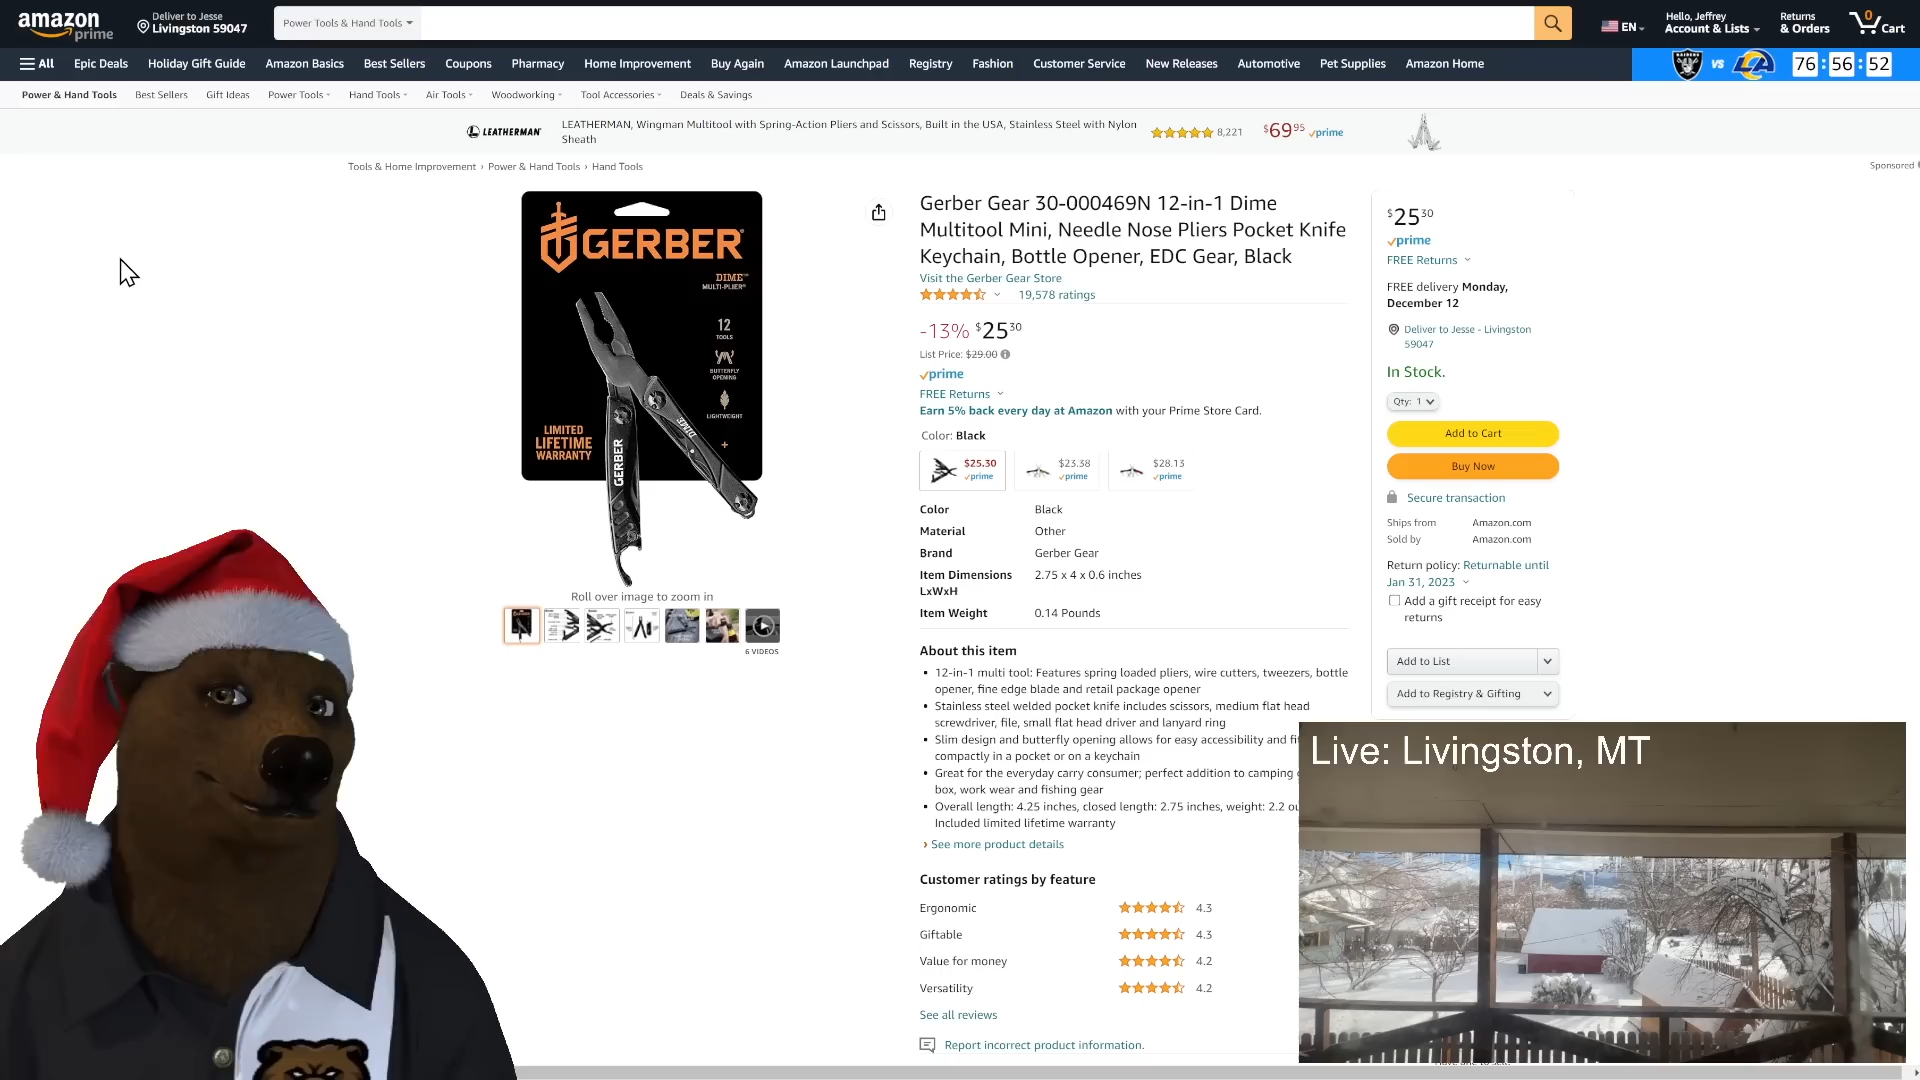 amazon
prime
Deliver to Jesse
Livingston 59047
Power Tools & Hand Tools
EN
Hello, Jeffrey
Account & Lists
Returns
& Orders
0
Cart
All
Epic Deals
Holiday Gift Guide
Amazon Basics
Best Sellers
Coupons
Pharmacy
Home Improvement
Buy Again
Amazon Launchpad
Registry
Fashion
Customer Service
New Releases
Automotive
Pet Supplies
Amazon Home
RAIDERS
VS
76 : 56 : 52
Power & Hand Tools
Best Sellers
Gift Ideas
Power Tools
Hand Tools
Air Tools
Woodworking
Tool Accessories
Deals & Savings
LEATHERMAN
LEATHERMAN, Wingman Multitool with Spring-Action Pliers and Scissors, Built in the USA, Stainless Steel with Nylon
Sheath
8,221
$69 95 prime
Tools & Home Improvement › Power & Hand Tools › Hand Tools
Sponsored
GERBER
DIME™
MULTI-PLIER®
12
TOOLS
BUTTERFLY
OPENING
LIGHTWEIGHT
+
LIMITED
LIFETIME
WARRANTY
GERBER
DIME
Roll over image to zoom in
6 VIDEOS
Gerber Gear 30-000469N 12-in-1 Dime
Multitool Mini, Needle Nose Pliers Pocket Knife
Keychain, Bottle Opener, EDC Gear, Black
Visit the Gerber Gear Store
19,578 ratings
-13% $25 30
List Price: $29.00
prime
FREE Returns
Earn 5% back every day at Amazon with your Prime Store Card.
Color: Black
$25.30
prime
$23.38
prime
$28.13
prime
Color Black
Material Other
Brand Gerber Gear
Item Dimensions 2.75 x 4 x 0.6 inches
LxWxH
Item Weight 0.14 Pounds
About this item
• 12-in-1 multi tool: Features spring loaded pliers, wire cutters, tweezers, bottle
opener, fine edge blade and retail package opener
• Stainless steel welded pocket knife includes scissors, medium flat head
screwdriver, file, small flat head driver and lanyard ring
• Slim design and butterfly opening allows for easy accessibility and
compactly in a pocket or on a keychain
• Great for the everyday carry consumer; perfect addition to camping
box, work wear and fishing gear
• Overall length: 4.25 inches, closed length: 2.75 inches, weight: 2.2
Included limited lifetime warranty
› See more product details
Customer ratings by feature
Ergonomic 4.3
Giftable 4.3
Value for money 4.2
Versatility 4.2
See all reviews
Report incorrect product information.
$25 30
prime
FREE Returns
FREE delivery Monday,
December 12
Deliver to Jesse - Livingston
59047
In Stock.
Qty: 1
Add to Cart
Buy Now
Secure transaction
Ships from Amazon.com
Sold by Amazon.com
Return policy: Returnable until
Jan 31, 2023
Add a gift receipt for easy
returns
Add to List
Add to Registry & Gifting
Live: Livingston, MT